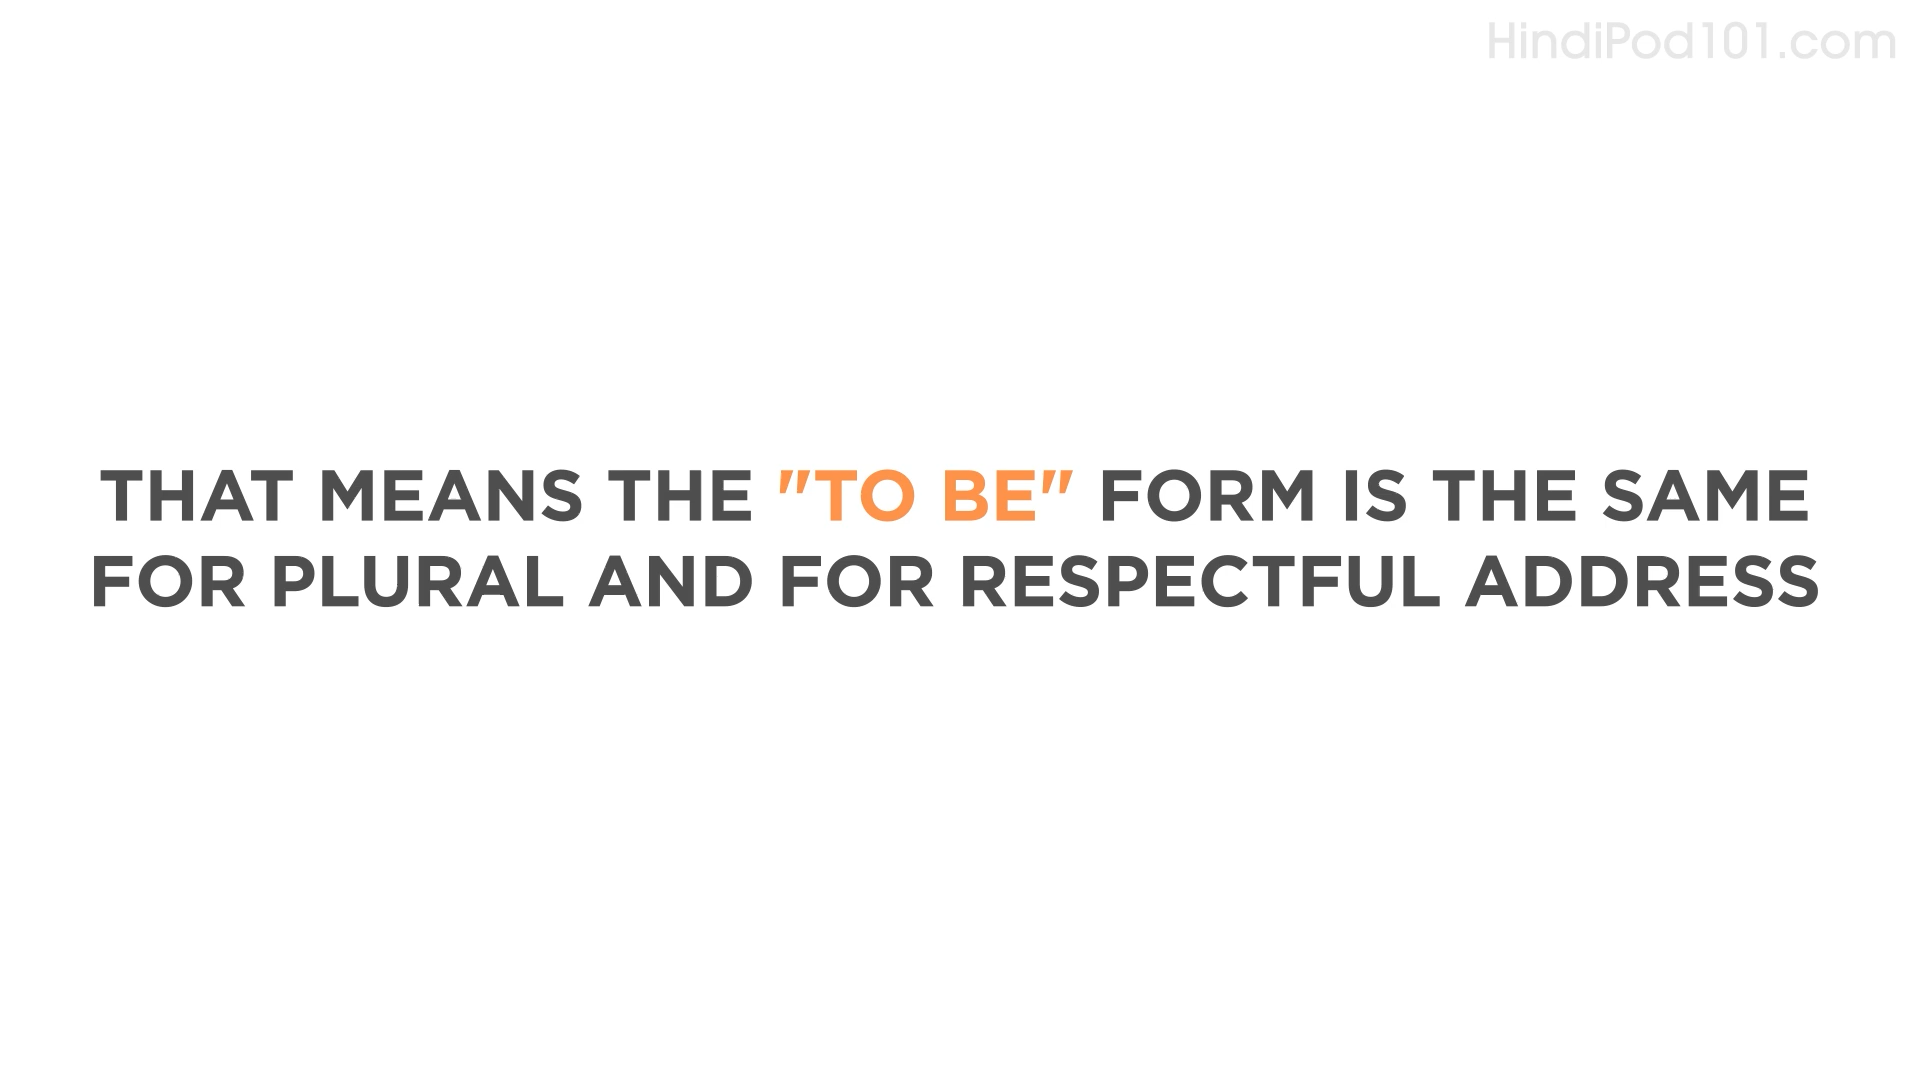 HindiPod101.com
THAT MEANS THE "TO BE" FORM IS THE SAME
FOR PLURAL AND FOR RESPECTFUL ADDRESS